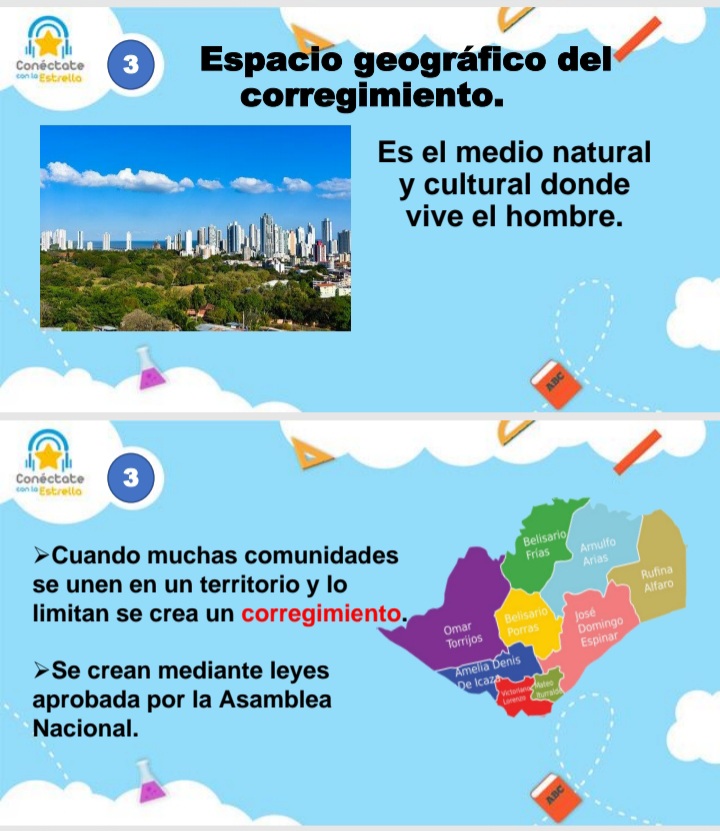 Conéctate
con la Estrella
3
Espacio geográfico del
corregimiento.
Es el medio natural
y cultural donde
vive el hombre.
ABC
Conéctate
con la Estrella
3
➢Cuando muchas comunidades
se unen en un territorio y lo
limitan se crea un corregimiento.
➢Se crean mediante leyes
aprobada por la Asamblea
Nacional.
Belisario
Frías
Arnulfo
Arias
Rufina
Alfaro
Omar
Torrijos
Belisario
Porras
José
Domingo
Espinar
Amelia Denis
De Icaza
Victoriano
Lorenzo
Mateo
Iturralde
ABC